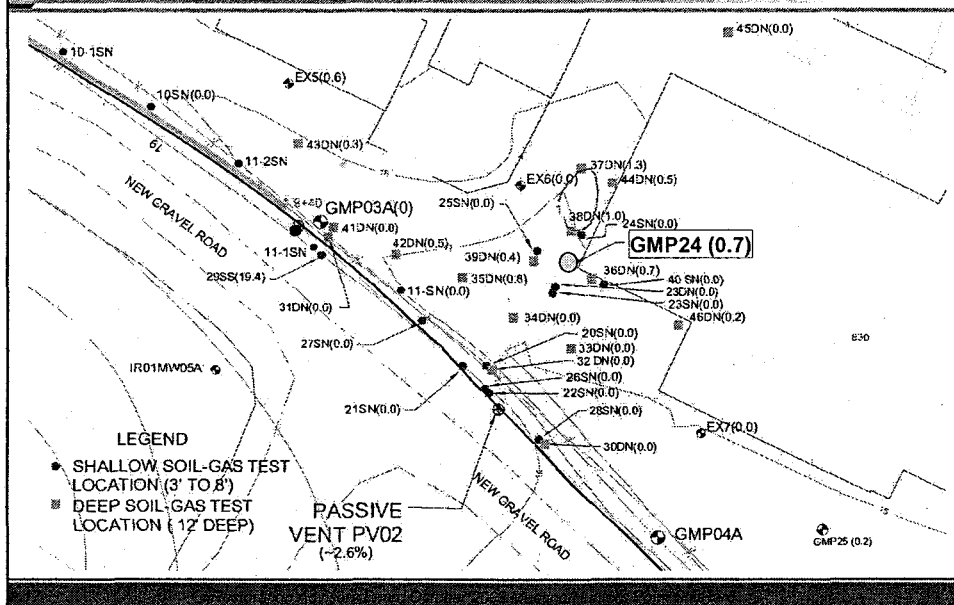 45DN(0.0)
10-1SN
EX5(0.6)
10SN(0.0)
43DN(0.3)
11-2SN
37DN(1.3)
EX6(0.0)
44DN(0.5)
NEW GRAVEL ROAD
GMP03A(0)
25SN(0.0)
38DN(1.0)
24SN(0.0)
41DN(0.0)
GMP24 (0.7)
42DN(0.5)
39DN(0.4)
11-1SN
29SS(19.4)
35DN(0.8)
36DN(0.7)
11-SN(0.0)
40 SN(0.0)
23DN(0.0)
23SN(0.0)
31DN(0.6)
34DN(0.0)
46DN(0.2)
20SN(0.0)
27SN(0.0)
33DN(0.0)
830
32 DN(0.0)
IR01MW05A
26SN(0.0)
22SN(0.0)
21SN(0.0)
28SN(0.0)
EX7(0.0)
30DN(0.0)
LEGEND
SHALLOW SOIL-GAS TEST
LOCATION (3' TO 8')
DEEP SOIL-GAS TEST
LOCATION ( 12' DEEP)
PASSIVE
VENT PV02
(~2.6%)
NEW GRAVEL ROAD
GMP04A
GMP25 (0.2)